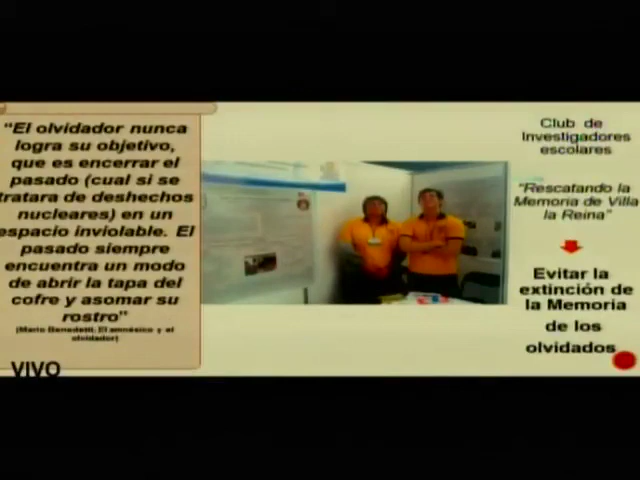 “El olvidador nunca
logra su objetivo,
que es encerrar el
pasado (cual si se
tratara de deshechos
nucleares) en un
espacio inviolable. El
pasado siempre
encuentra un modo
de abrir la tapa del
cofre y asomar su
rostro”
(Mario Benedetti. El amnésico y el
olvidador)
VIVO
Club de
Investigadores
escolares
“Rescatando la
Memoria de Villa
la Reina”
Evitar la
extinción de
la Memoria
de los
olvidados